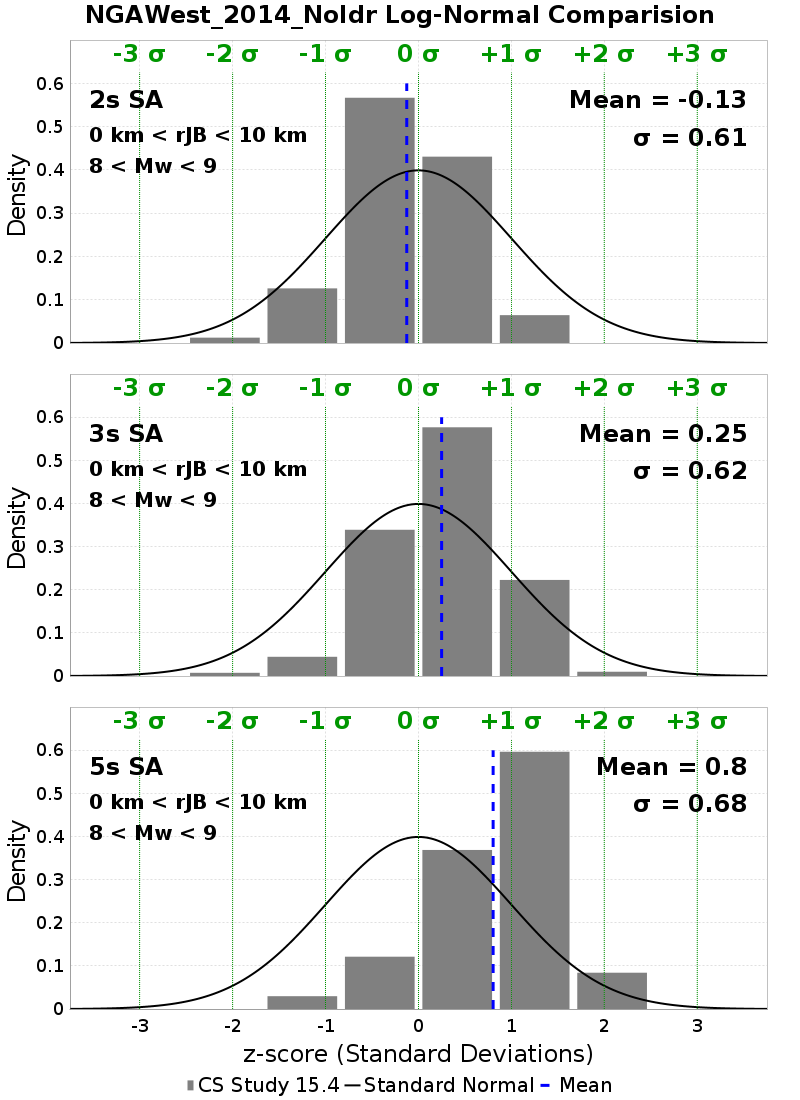 NGAWest_2014_NoIdr Log-Normal Comparision
-3 σ -2 σ -1 σ 0 σ +1 σ +2 σ +3 σ
0.6
2s SA Mean = -0.13
0.5
0 km < rJB < 10 km σ = 0.61
8 < Mw < 9
0.4
Density
0.3
0.2
0.1
0
-3 σ -2 σ -1 σ 0 σ +1 σ +2 σ +3 σ
0.6
3s SA Mean = 0.25
0.5
0 km < rJB < 10 km σ = 0.62
8 < Mw < 9
0.4
Density
0.3
0.2
0.1
0
-3 σ -2 σ -1 σ 0 σ +1 σ +2 σ +3 σ
0.6
5s SA Mean = 0.8
0.5
0 km < rJB < 10 km σ = 0.68
8 < Mw < 9
0.4
Density
0.3
0.2
0.1
0
-3 -2 -1 0 1 2 3
z-score (Standard Deviations)
CS Study 15.4 Standard Normal Mean